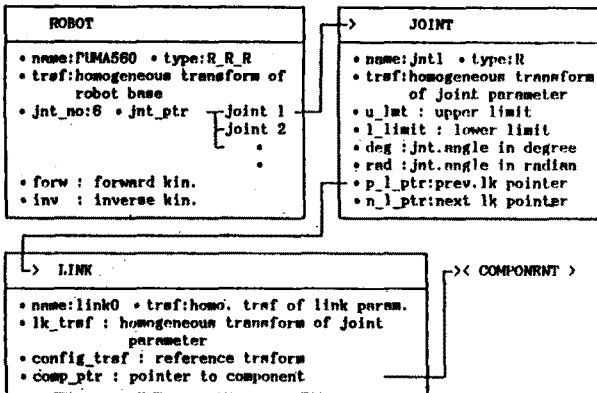 ROBOT
• name:PUMA560 • type:R_R_R
• trsf:homogeneous transform of
robot base
• jnt_no:6 • jnt_ptr joint 1
joint 2
•
•
• forw : forward kin.
• inv : inverse kin.
> JOINT
• name:jnt1 • type:R
• trsf:homogeneous transform
of joint parameter
• u_lmt : upper limit
• l_limit : lower limit
• deg :jnt.angle in degree
• rad :jnt.angle in radian
• p_l_ptr:prev.lk pointer
• n_l_ptr:next lk pointer
> LINK
• name:link0 • trsf:homo. trsf of link param.
• lk_trsf : homogeneous transform of joint
parameter
• config_trsf : reference trsform
• comp_ptr : pointer to component
>< COMPONENT >